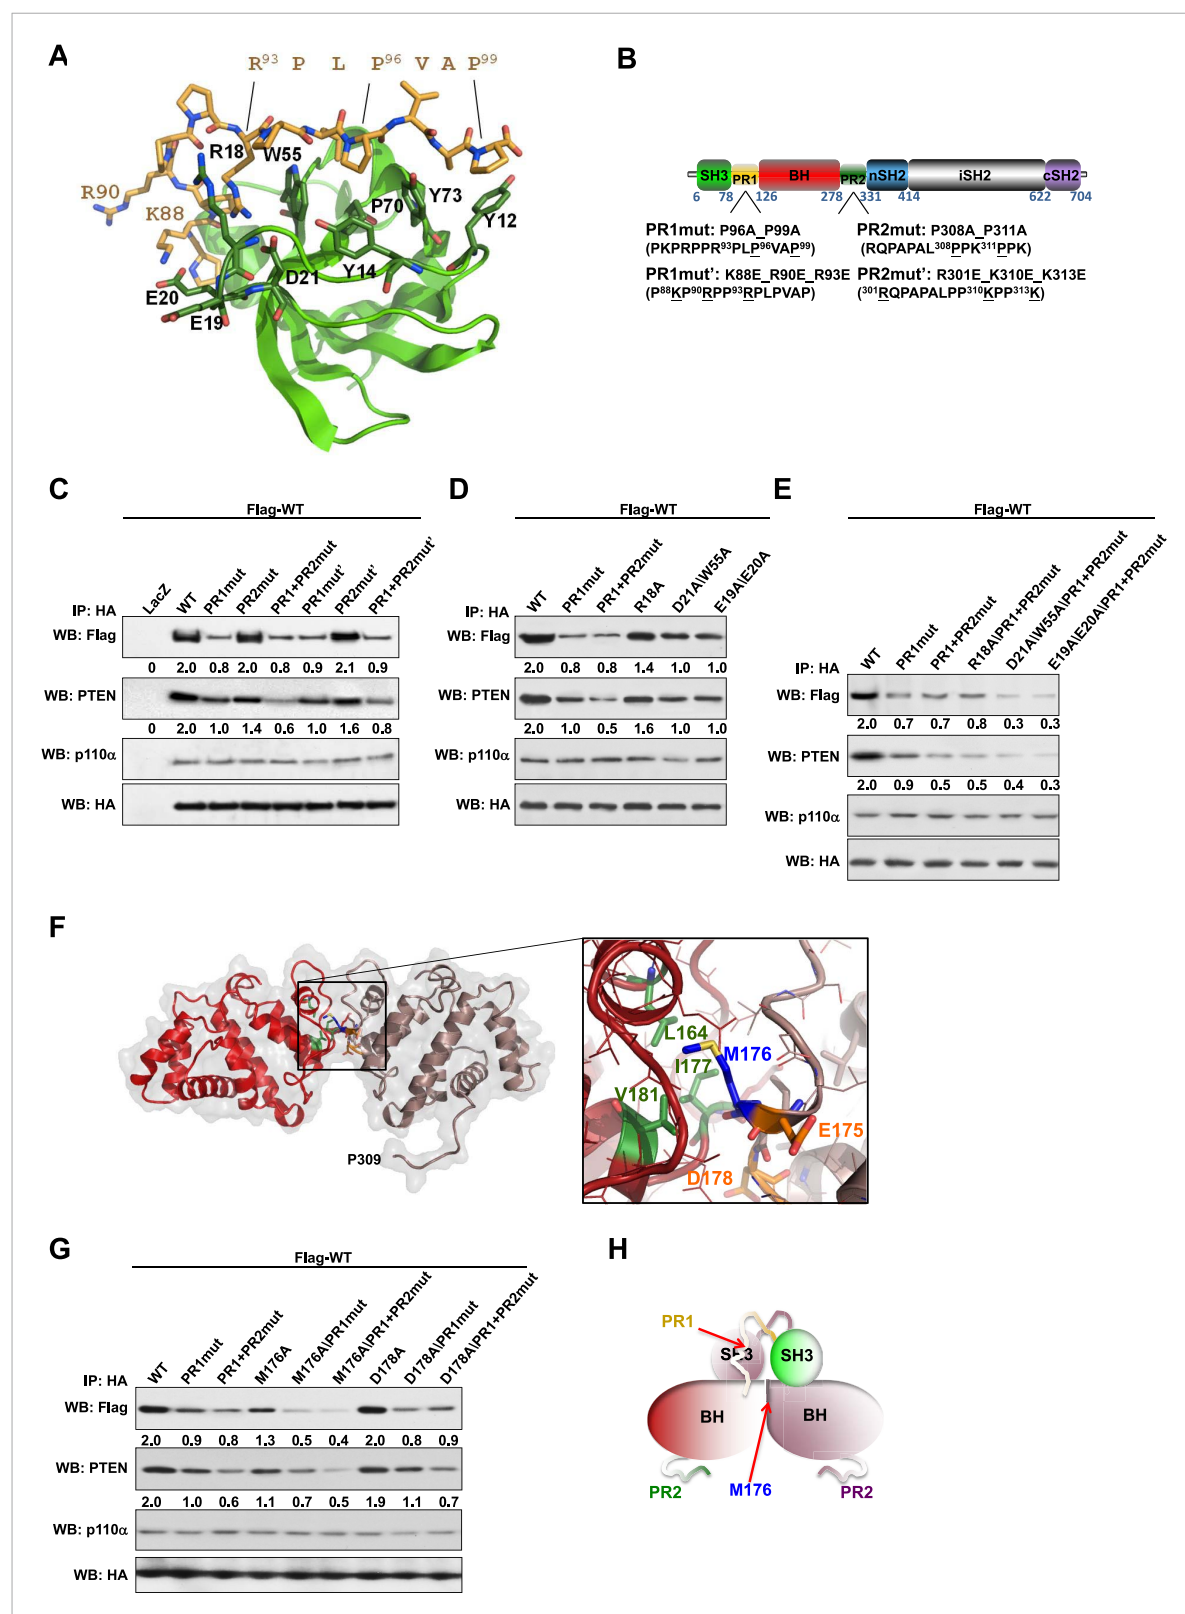 A
R⁹³ P L P⁹⁶ V A P⁹⁹
R18
W55
R90
K88
P70
Y73
Y12
Y14
D21
E20
E19
B
SH3 PR1 BH PR2 nSH2 iSH2 cSH2
6 78 126 278 331 414 622 704
PR1mut: P96A_P99A
(PKPRPPR⁹³PLP⁹⁶VAP⁹⁹)
PR2mut: P308A_P311A
(RQPAPAL³⁰⁸PPK³¹¹PPK)
PR1mut’: K88E_R90E_R93E
(P⁸⁸KP⁹⁰RPP⁹³RPLPVAP)
PR2mut’: R301E_K310E_K313E
(³⁰¹RQPAPALPP³¹⁰KPP³¹³K)
C
Flag-WT
IP: HA
LacZ
WT
PR1mut
PR2mut
PR1+PR2mut
PR1mut’
PR2mut’
PR1+PR2mut’
WB: Flag
0 2.0 0.8 2.0 0.8 0.9 2.1 0.9
WB: PTEN
0 2.0 1.0 1.4 0.6 1.0 1.6 0.8
WB: p110α
WB: HA
D
Flag-WT
IP: HA
WT
PR1mut
PR1+PR2mut
R18A
D21A\W55A
E19A\E20A
WB: Flag
2.0 0.8 0.8 1.4 1.0 1.0
WB: PTEN
2.0 1.0 0.5 1.6 1.0 1.0
WB: p110α
WB: HA
E
Flag-WT
IP: HA
WT
PR1mut
PR1+PR2mut
R18A\PR1+PR2mut
D21A\W55A\PR1+PR2mut
E19A\E20A\PR1+PR2mut
WB: Flag
2.0 0.7 0.7 0.8 0.3 0.3
WB: PTEN
2.0 0.9 0.5 0.5 0.4 0.3
WB: p110α
WB: HA
F
P309
L164
M176
I177
V181
E175
D178
G
Flag-WT
IP: HA
WT
PR1mut
PR1+PR2mut
M176A
M176A\PR1mut
M176A\PR1+PR2mut
D178A
D178A\PR1mut
D178A\PR1+PR2mut
WB: Flag
2.0 0.9 0.8 1.3 0.5 0.4 2.0 0.8 0.9
WB: PTEN
2.0 1.0 0.6 1.1 0.7 0.5 1.9 1.1 0.7
WB: p110α
WB: HA
H
PR1
SH3
SH3
BH
BH
PR2
M176
PR2